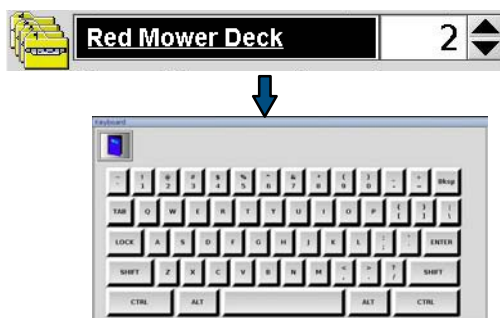 Red Mower Deck 2
Keyboard
~ ! @ # $ % ^ & * ( ) - + Bksp
` 1 2 3 4 5 6 7 8 9 0 =
TAB Q W E R T Y U I O P { } |
[ ] \
LOCK A S D F G H J K L : " ENTER
; '
SHIFT Z X C V B N M < > ? SHIFT
, . /
CTRL ALT ALT CTRL